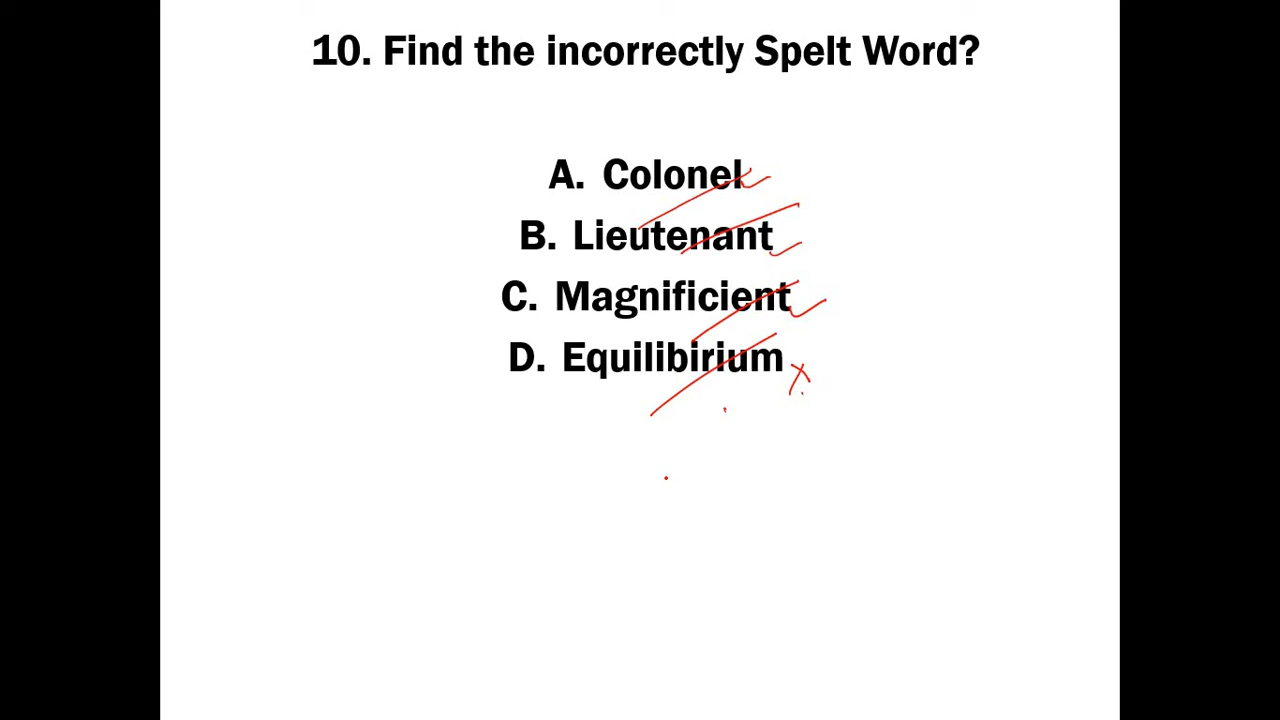 10. Find the incorrectly Spelt Word?
A. Colonel
B. Lieutenant
C. Magnificient
D. Equilibirium